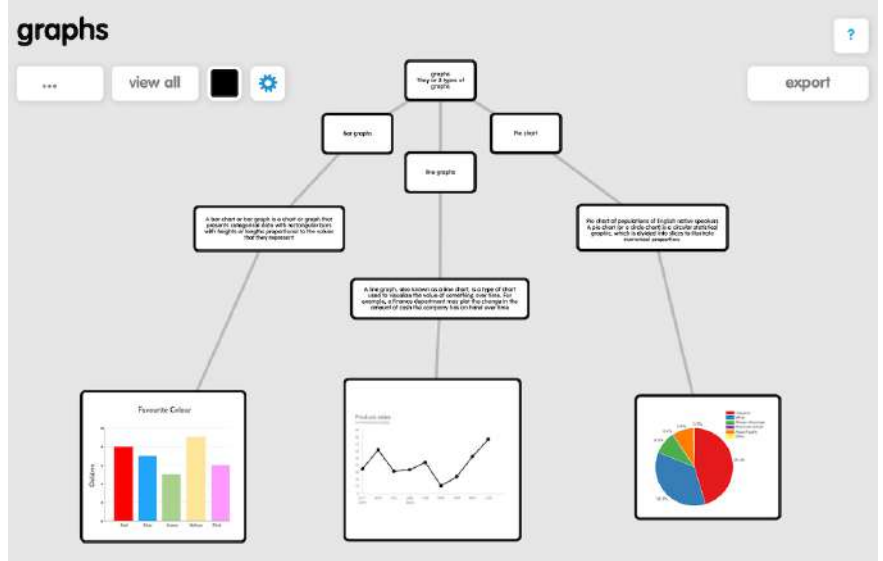 graphs
?
...
view all
export
graphs
They ar 3 types of
graphs
Bar graphs
Pie chart
line graphs
A bar chart or bar graph is a chart or graph that
presents categorical data with rectangular bars
with heights or lengths proportional to the values
that they represent
Pie chart of populations of English native speakers
A pie chart (or a circle chart) is a circular statistical
graphic, which is divided into slices to illustrate
numerical proportion
A line graph, also known as a line chart, is a type of chart
used to visualize the value of something over time. For
example, a finance department may plot the change in the
amount of cash the company has on hand over time
Favourite Colour
Children
Red Blue Green Yellow Pink
Product sales